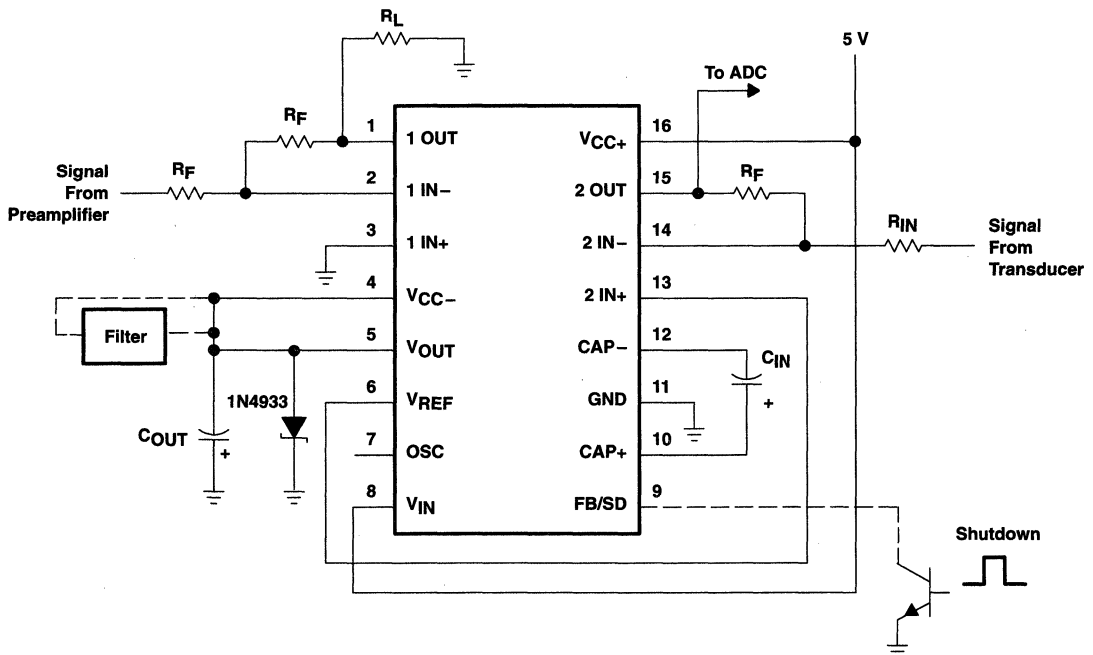 RL
5 V
To ADC
RF
1
1 OUT
VCC+
16
Signal
From
Preamplifier
RF
2
1 IN−
2 OUT
15
RF
3
1 IN+
2 IN−
14
RIN
Signal
From
Transducer
4
VCC−
2 IN+
13
Filter
5
VOUT
CAP−
12
CIN
+
1N4933
6
VREF
GND
11
COUT
+
7
OSC
CAP+
10
8
VIN
FB/SD
9
Shutdown